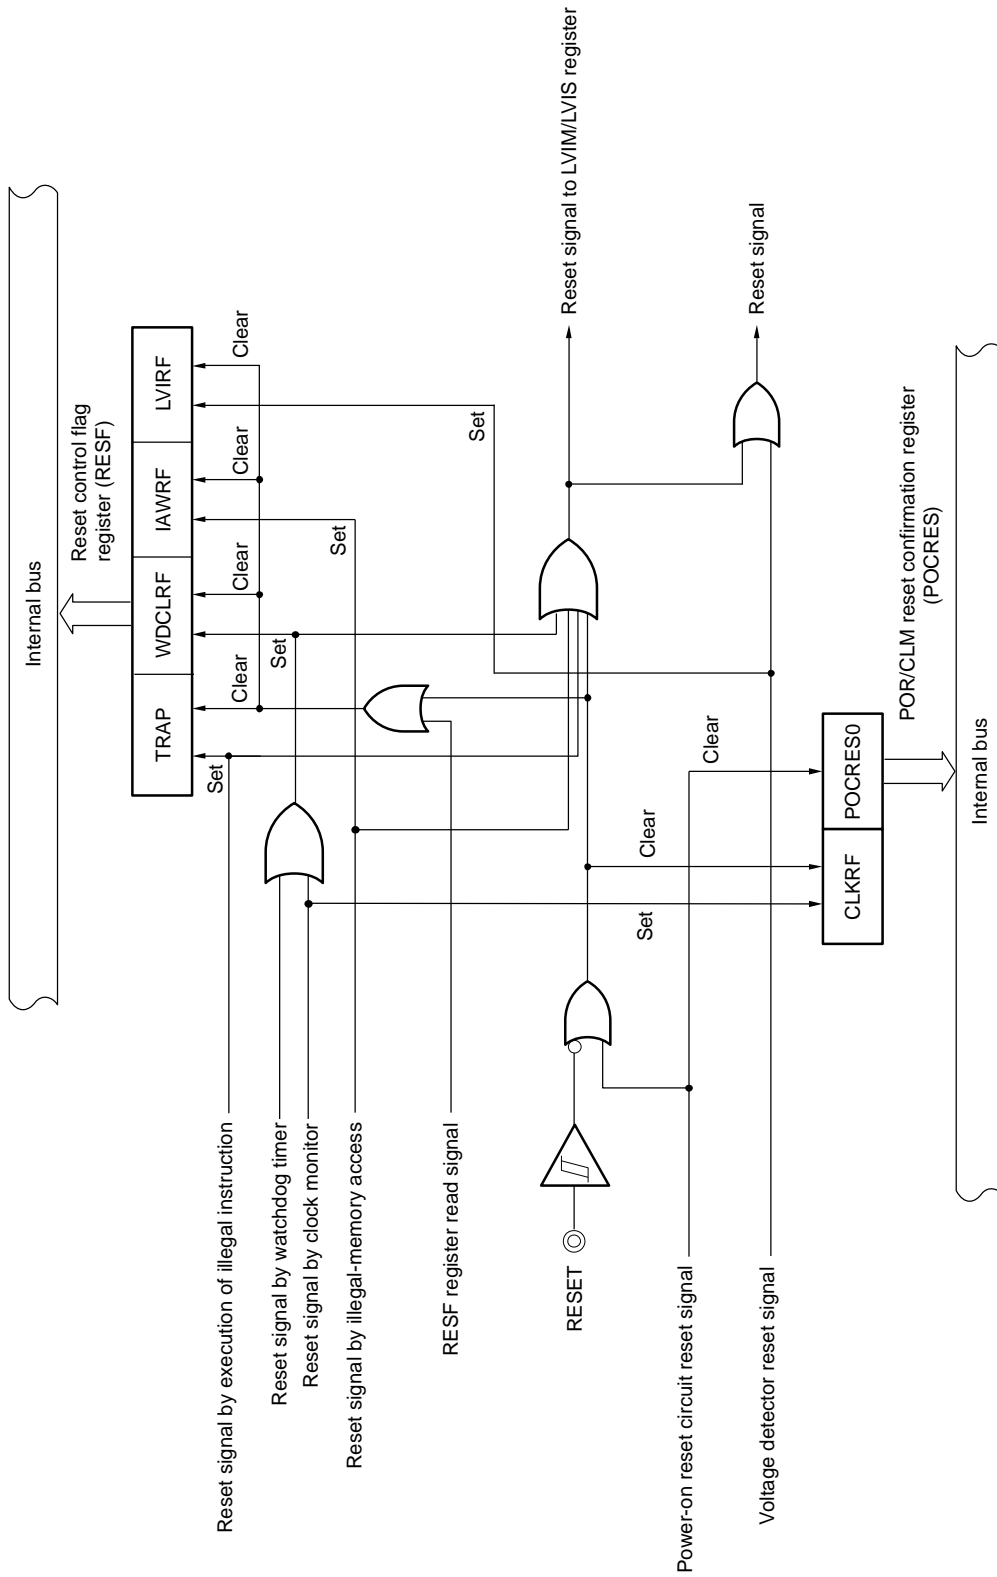 Internal bus
Reset control flag
register (RESF)
TRAP
WDCLRF
IAWRF
LVIRF
Set
Clear
Set
Clear
Set
Clear
Set
Clear
Reset signal by execution of illegal instruction
Reset signal by watchdog timer
Reset signal by clock monitor
Reset signal by illegal-memory access
RESF register read signal
RESET
Power-on reset circuit reset signal
Voltage detector reset signal
Reset signal to LVIM/LVIS register
Reset signal
Set
Clear
Clear
CLKRF
POCRES0
POR/CLM reset confirmation register
(POCRES)
Internal bus